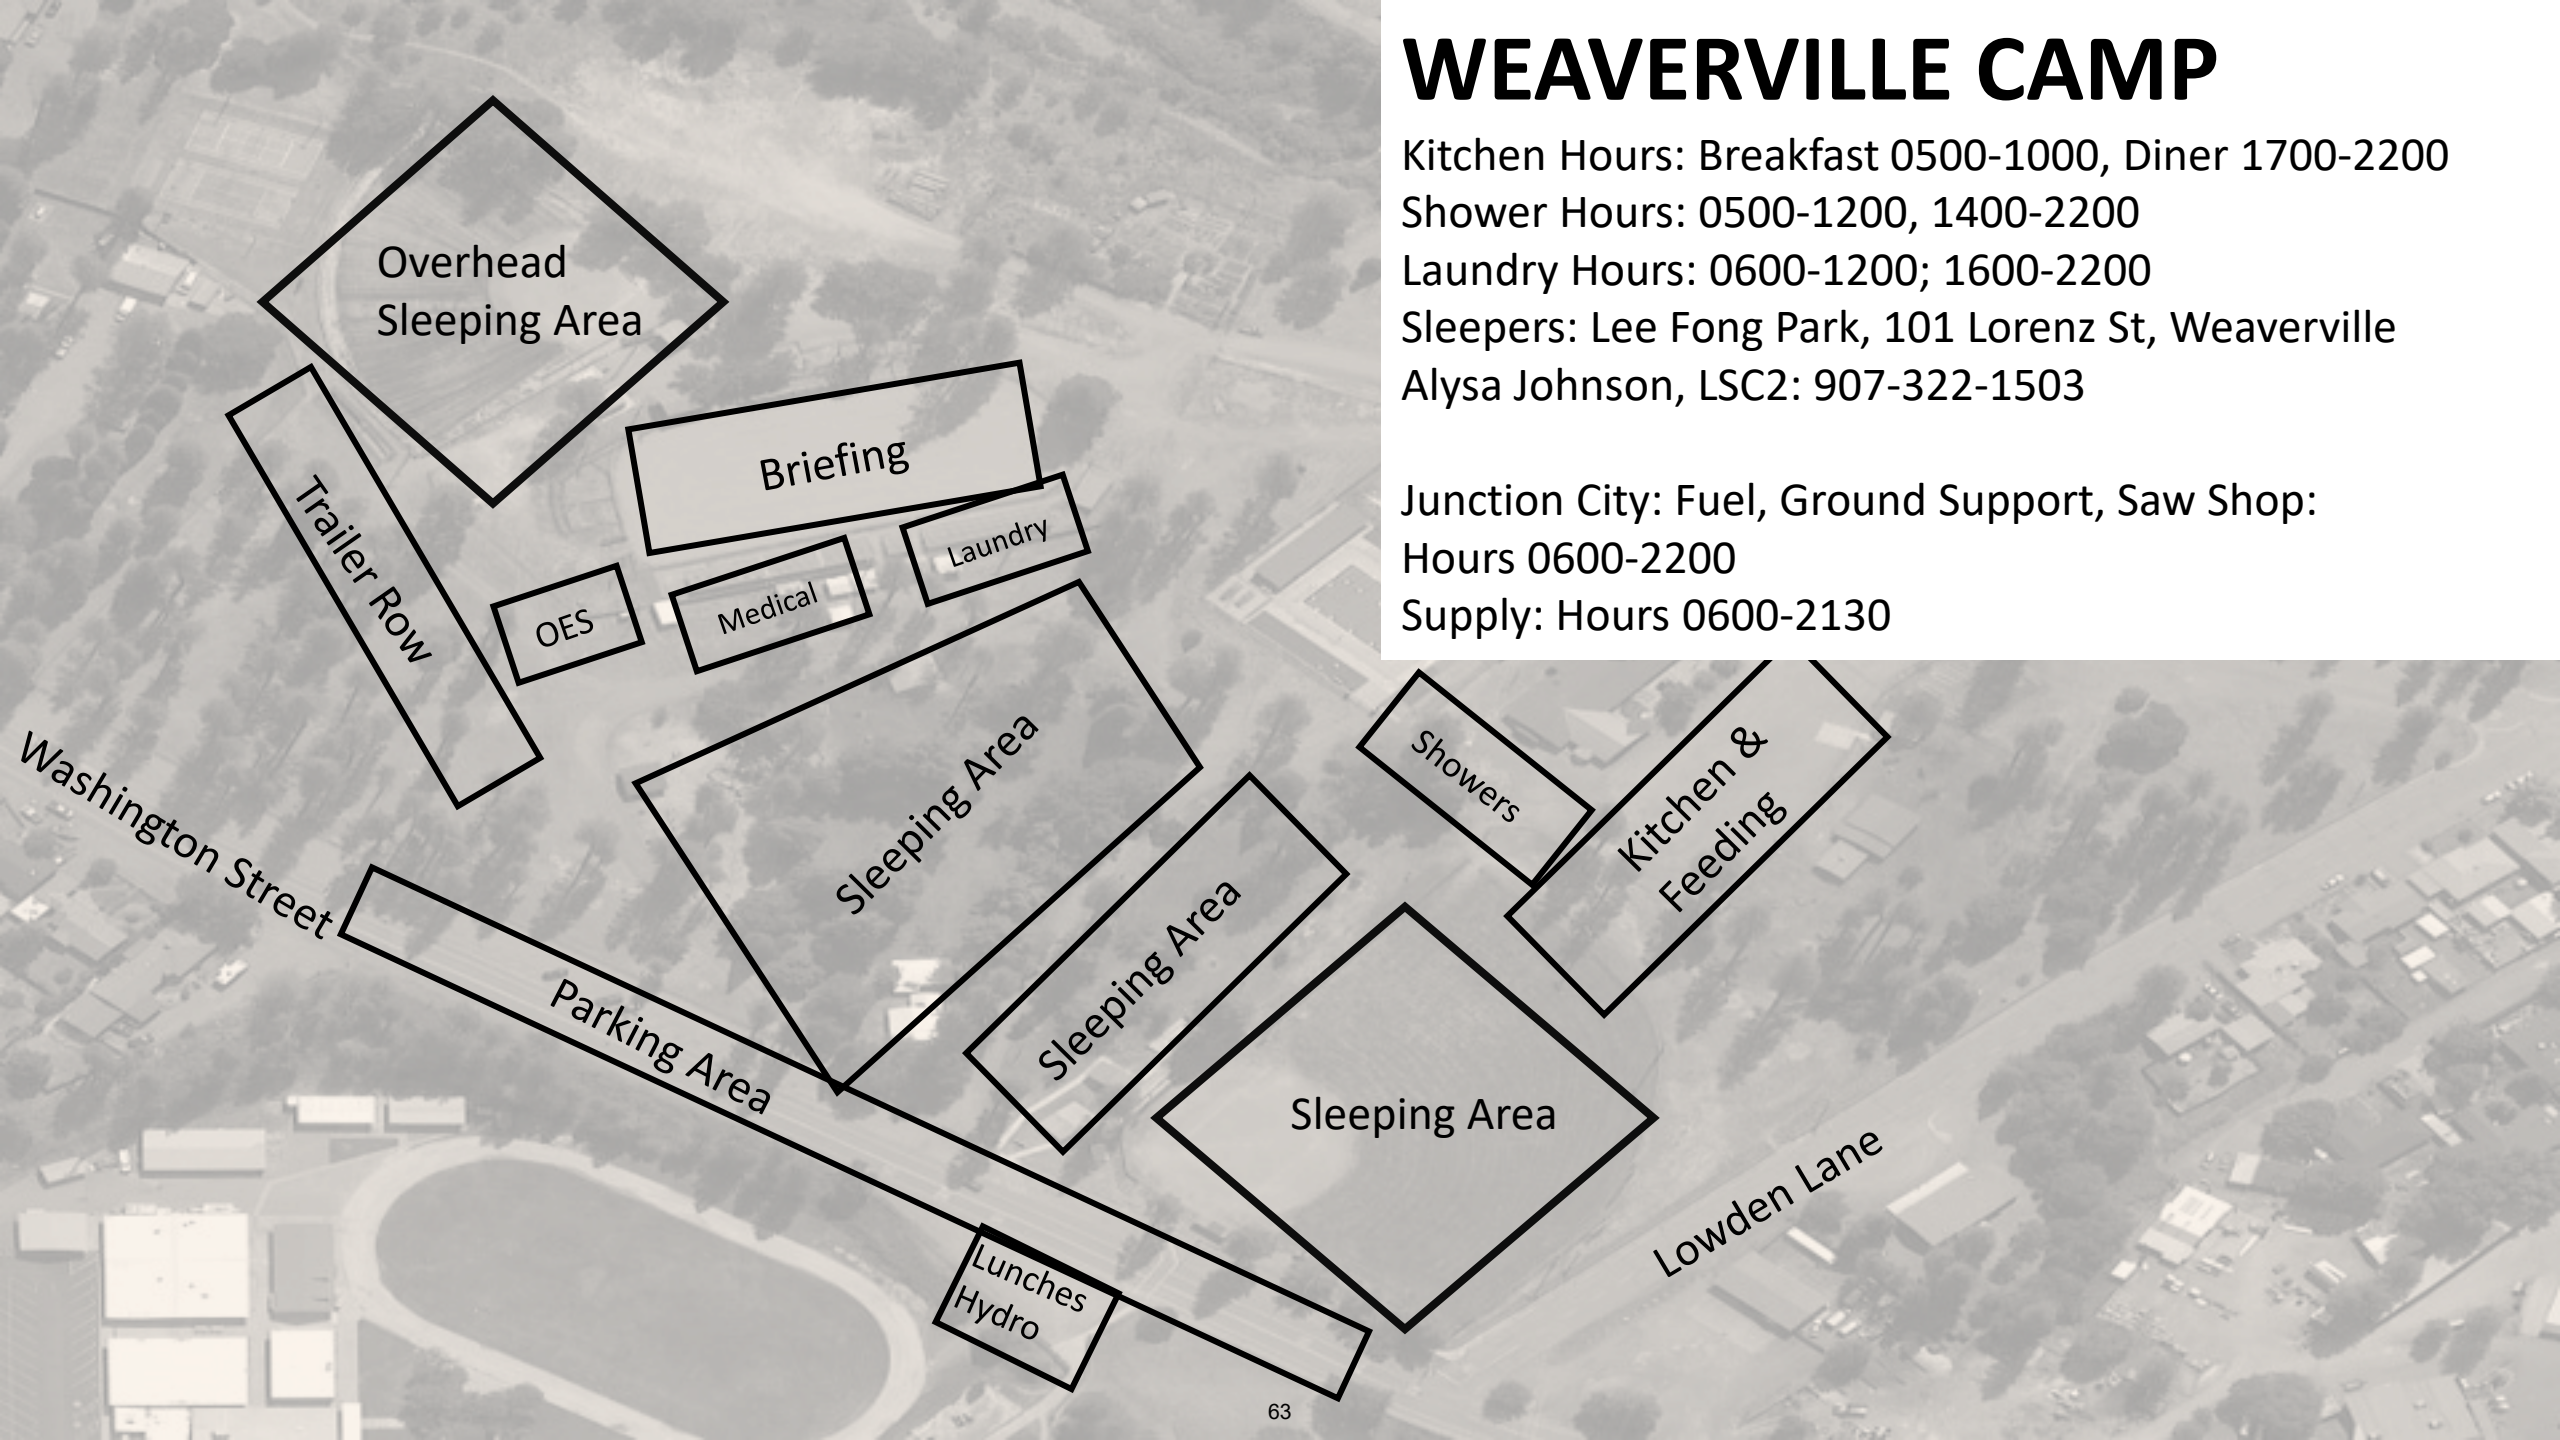 WEAVERVILLE CAMP
Kitchen Hours: Breakfast 0500-1000, Diner 1700-2200
Shower Hours: 0500-1200, 1400-2200
Laundry Hours: 0600-1200; 1600-2200
Sleepers: Lee Fong Park, 101 Lorenz St, Weaverville
Alysa Johnson, LSC2: 907-322-1503
Junction City: Fuel, Ground Support, Saw Shop:
Hours 0600-2200
Supply: Hours 0600-2130
Overhead
Sleeping Area
Briefing
Trailer Row
Laundry
Medical
OES
Sleeping Area
Showers
Kitchen &
Feeding
Washington Street
Sleeping Area
Parking Area
Sleeping Area
Lowden Lane
Lunches
Hydro
63